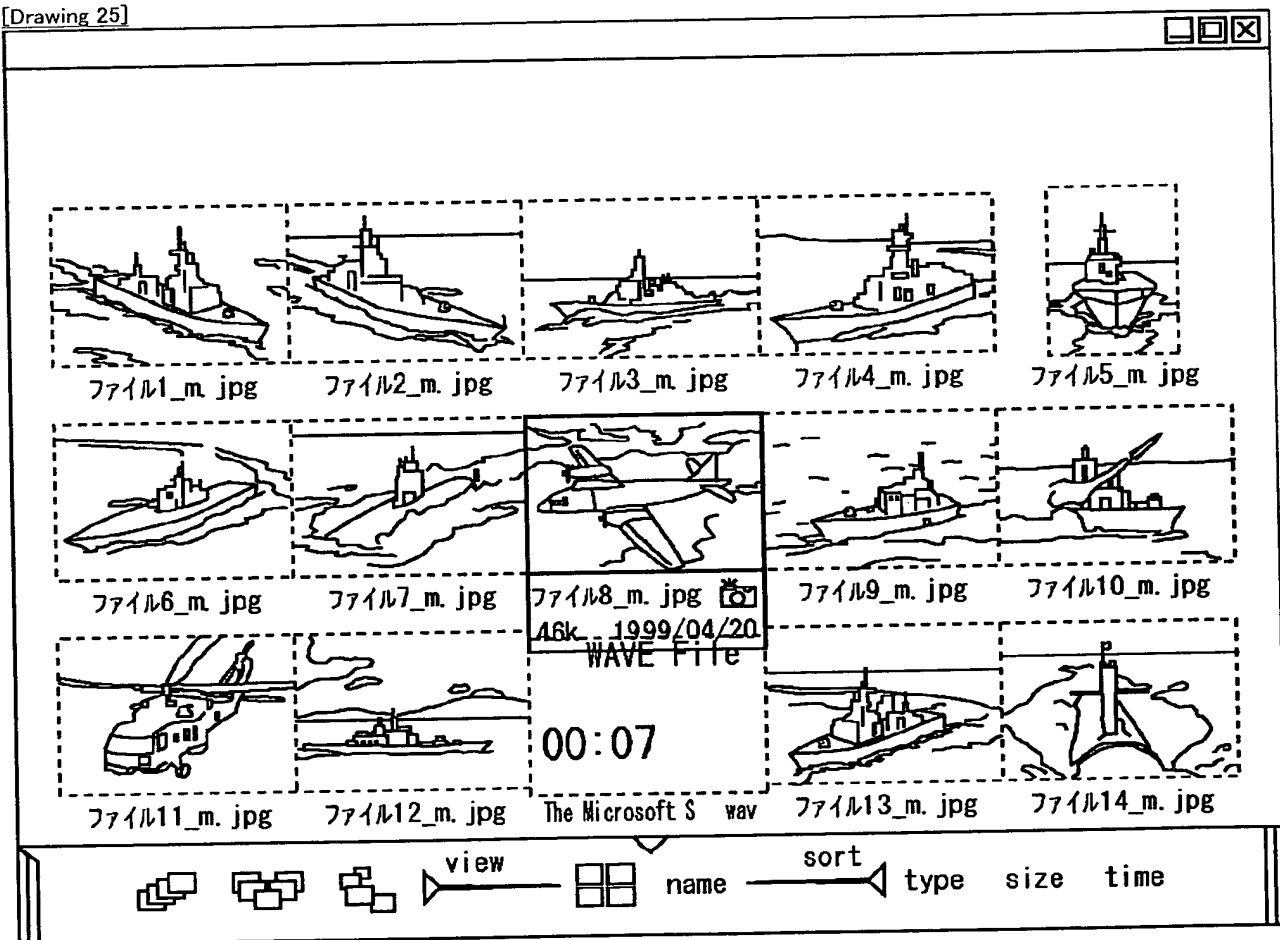 [Drawing 25]
ファイル1_m.jpg ファイル2_m.jpg ファイル3_m.jpg ファイル4_m.jpg ファイル5_m.jpg
ファイル6_m.jpg ファイル7_m.jpg ファイル8_m.jpg ファイル9_m.jpg ファイル10_m.jpg
46k 1999/04/20
WAVE File
00:07
ファイル11_m.jpg ファイル12_m.jpg The Microsoft S wav ファイル13_m.jpg ファイル14_m.jpg
view name sort type size time